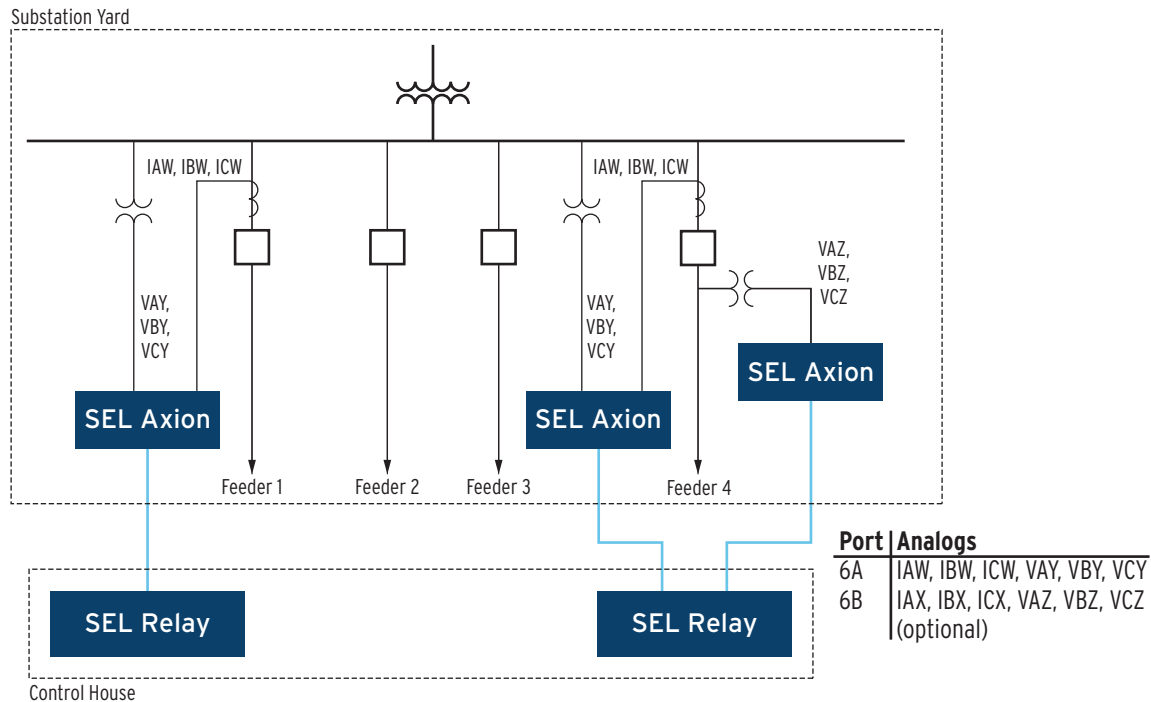 Substation Yard
IAW, IBW, ICW
IAW, IBW, ICW
VAY,
VBY,
VCY
VAY,
VBY,
VCY
VAZ,
VBZ,
VCZ
SEL Axion
SEL Axion
SEL Axion
Feeder 1
Feeder 2
Feeder 3
Feeder 4
Port Analogs
6A IAW, IBW, ICW, VAY, VBY, VCY
6B IAX, IBX, ICX, VAZ, VBZ, VCZ
(optional)
SEL Relay
SEL Relay
Control House